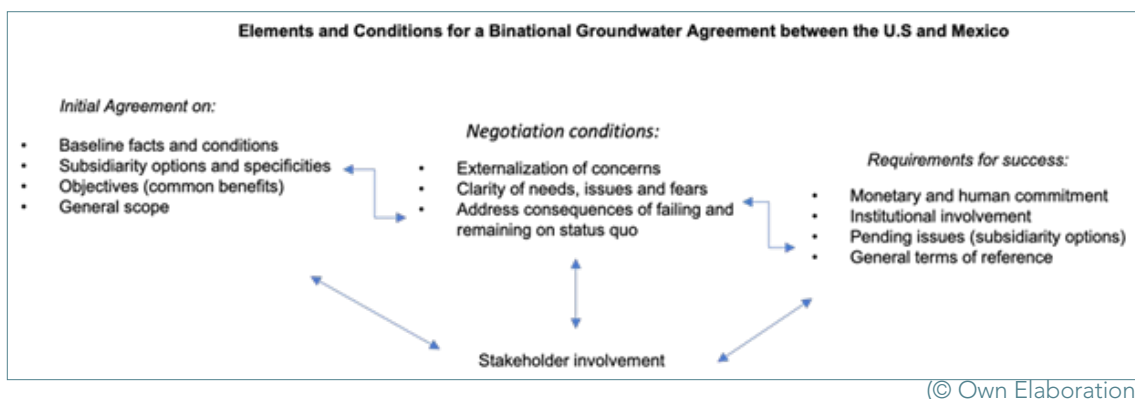 Elements and Conditions for a Binational Groundwater Agreement between the U.S and Mexico
Initial Agreement on:
• Baseline facts and conditions
• Subsidiarity options and specificities
• Objectives (common benefits)
• General scope
Negotiation conditions:
• Externalization of concerns
• Clarity of needs, issues and fears
• Address consequences of failing and
remaining on status quo
Requirements for success:
• Monetary and human commitment
• Institutional involvement
• Pending issues (subsidiarity options)
• General terms of reference
Stakeholder involvement
(© Own Elaboration